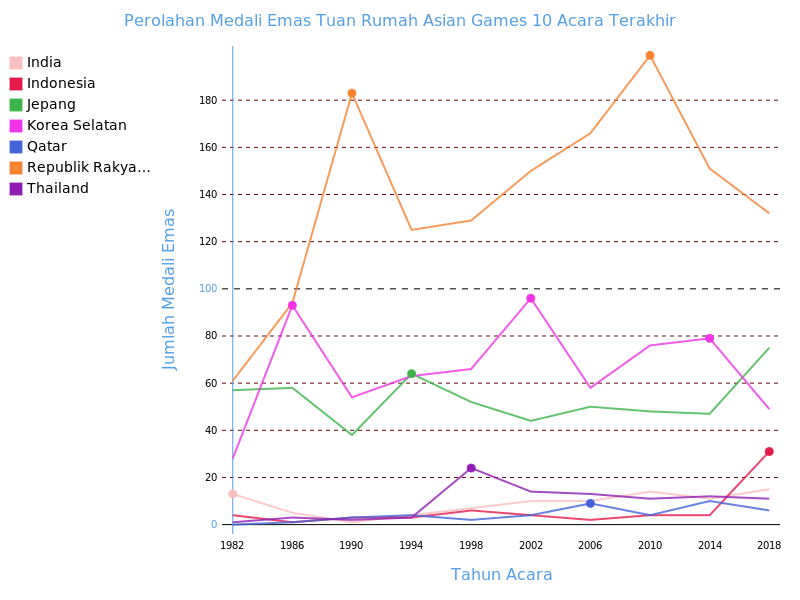 Perolahan Medali Emas Tuan Rumah Asian Games 10 Acara Terakhir
India
Indonesia
Jepang
Korea Selatan
Qatar
Republik Rakya…
Thailand
Jumlah Medali Emas
180
160
140
120
100
80
60
40
20
0
1982 1986 1990 1994 1998 2002 2006 2010 2014 2018
Tahun Acara